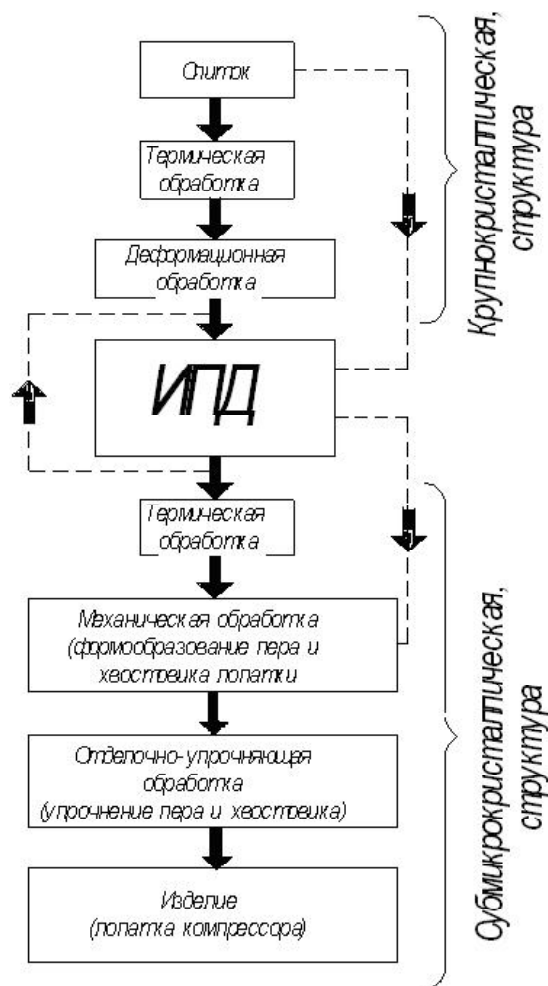 Слиток
Термическая
обработка
Деформационная
обработка
ИПД
Термическая
обработка
Механическая обработка
(формообразование пера и
хвостовика лопатки
Отделочно-упрочняющая
обработка
(упрочнение пера и хвостовика)
Изделие
(лопатка компрессора)
Крупнокристаллическая,
структура
Субмикрокристаллическая,
структура